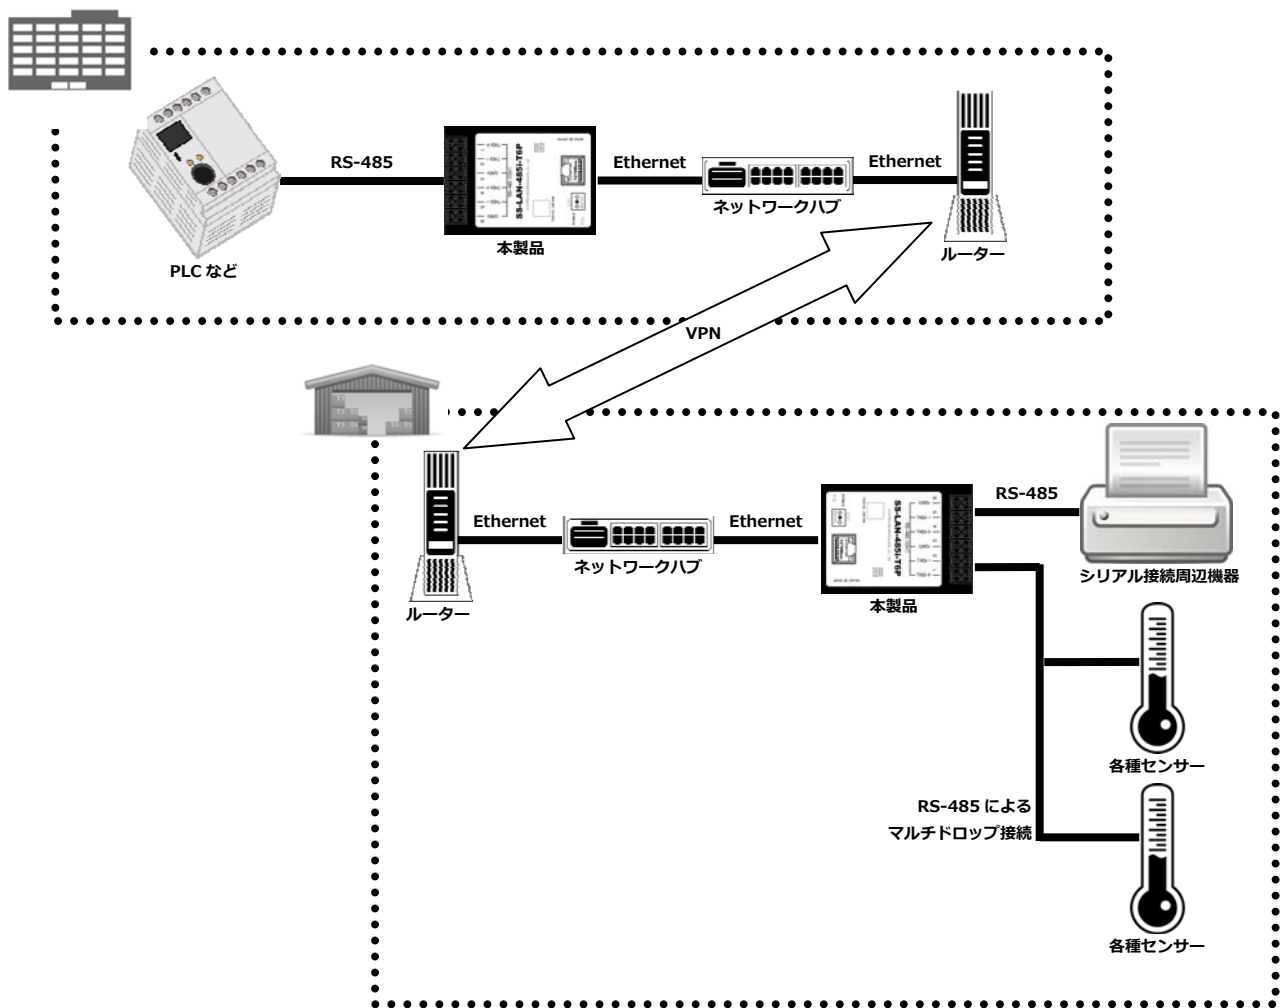 RS-485
Ethernet
Ethernet
SS-LAN-485I-T6P
ネットワークハブ
本製品
ルーター
PLC など
VPN
RS-485
Ethernet
Ethernet
SS-LAN-485I-T6P
ネットワークハブ
シリアル接続周辺機器
ルーター
本製品
各種センサー
RS-485 による
マルチドロップ接続
各種センサー